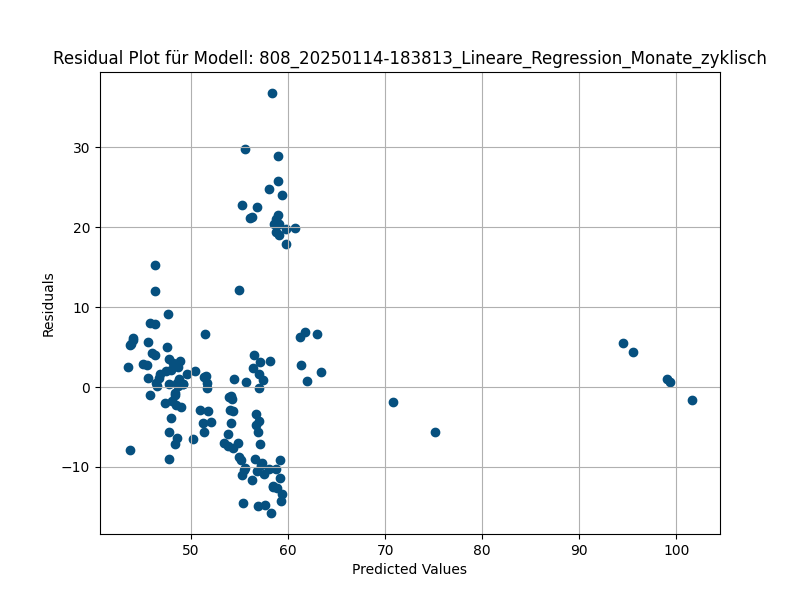 Residual Plot für Modell: 808_20250114-183813_Lineare_Regression_Monate_zyklisch
30
20
10
0
−10
Residuals
50 60 70 80 90 100
Predicted Values